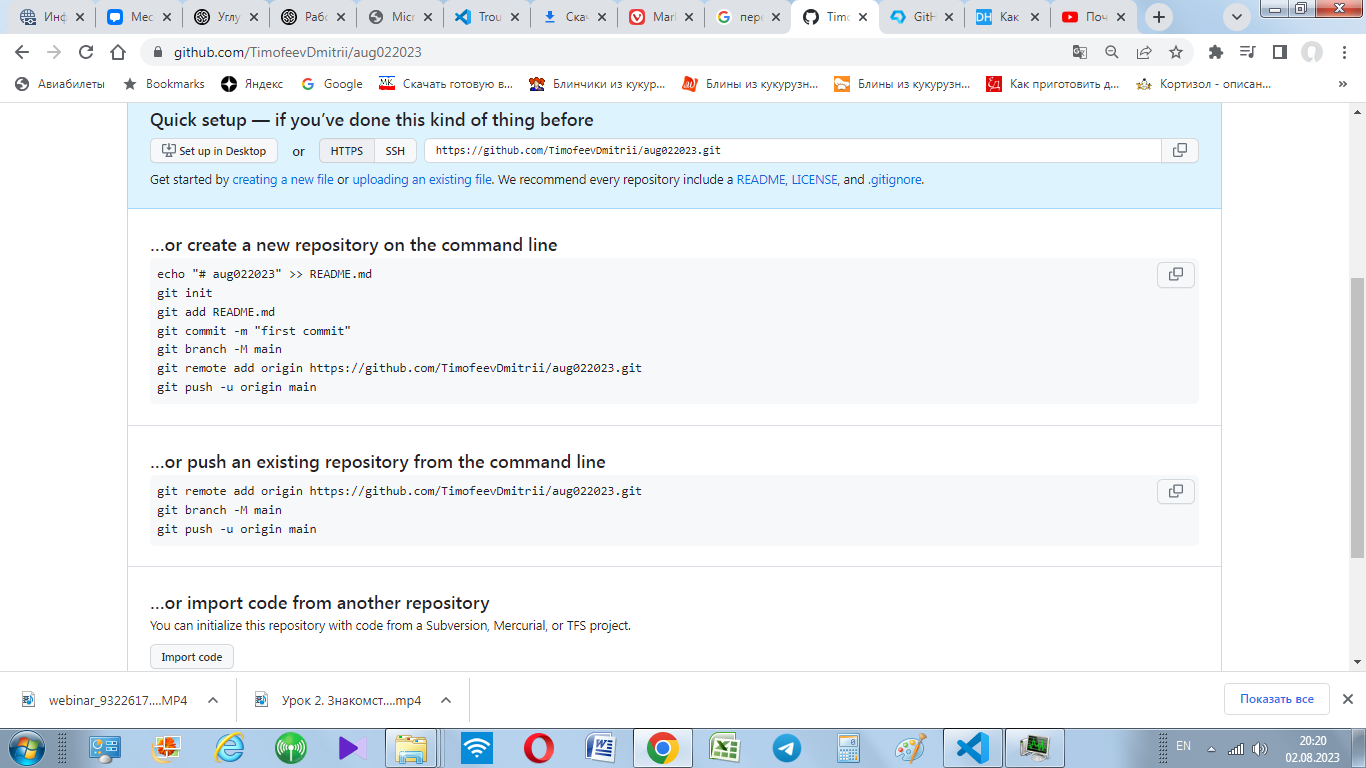 Инф
Мес
Углу
Рабо
Micr
Trou
Скач
Marl
перс
Timo
GitH
Как
Поч
github.com/TimofeevDmitrii/aug022023
Авиабилеты
Bookmarks
Яндекс
Google
Скачать готовую в...
Блинчики из кукур...
Блины из кукурузн...
Блины из кукурузн...
Как приготовить д...
Кортизол - описан...
»
Quick setup — if you’ve done this kind of thing before
Set up in Desktop or HTTPS SSH https://github.com/TimofeevDmitrii/aug022023.git
Get started by creating a new file or uploading an existing file. We recommend every repository include a README, LICENSE, and .gitignore.
…or create a new repository on the command line
echo "# aug022023" >> README.md
git init
git add README.md
git commit -m "first commit"
git branch -M main
git remote add origin https://github.com/TimofeevDmitrii/aug022023.git
git push -u origin main
…or push an existing repository from the command line
git remote add origin https://github.com/TimofeevDmitrii/aug022023.git
git branch -M main
git push -u origin main
…or import code from another repository
You can initialize this repository with code from a Subversion, Mercurial, or TFS project.
Import code
webinar_9322617....MP4
Урок 2. Знакомст....mp4
Показать все
EN
20:20
02.08.2023